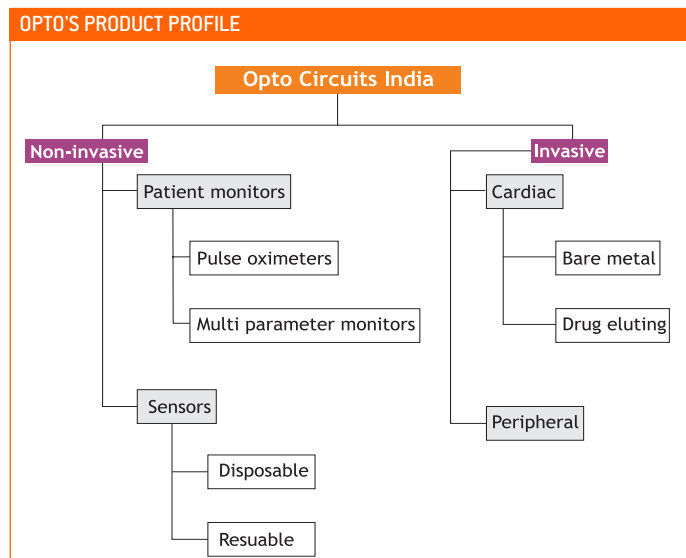 OPTO'S PRODUCT PROFILE
Opto Circuits India
Non-invasive
Patient monitors
Pulse oximeters
Multi parameter monitors
Sensors
Disposable
Resuable
Invasive
Cardiac
Bare metal
Drug eluting
Peripheral